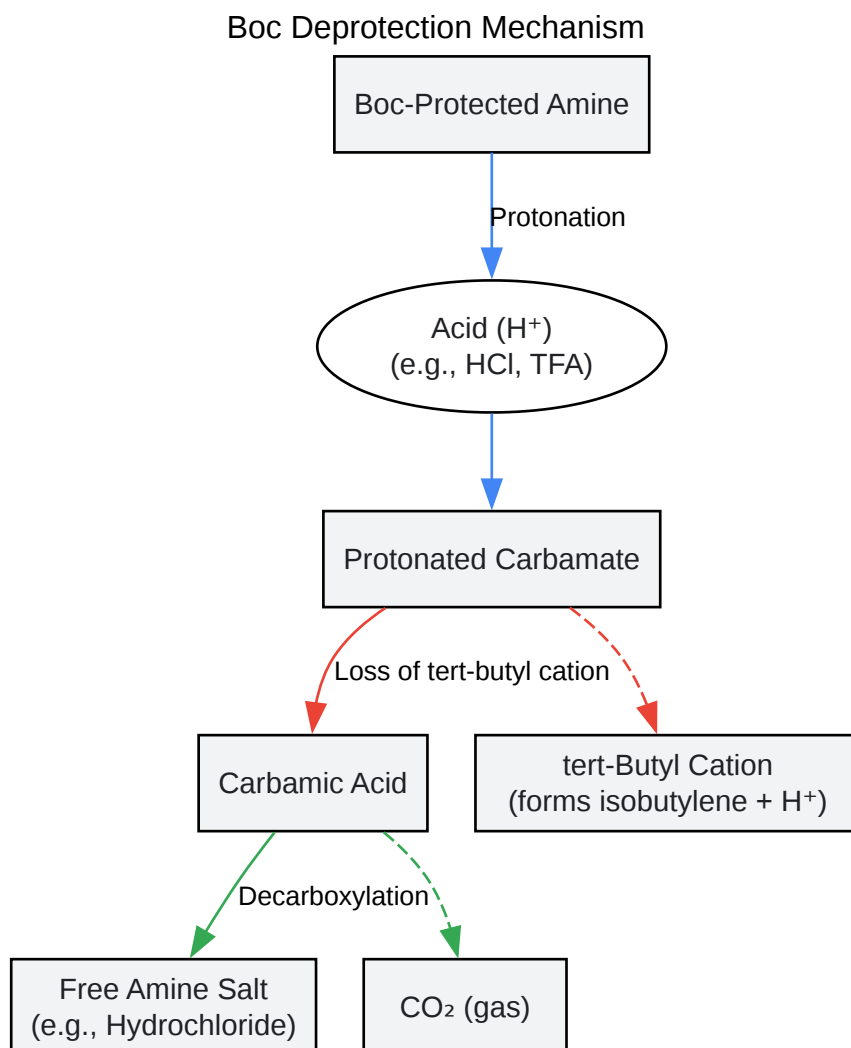 Boc Deprotection Mechanism
Boc-Protected Amine
Protonation
Acid (H⁺)
(e.g., HCl, TFA)
Protonated Carbamate
Loss of tert-butyl cation
Carbamic Acid
tert-Butyl Cation
(forms isobutylene + H⁺)
Decarboxylation
Free Amine Salt
(e.g., Hydrochloride)
CO₂ (gas)